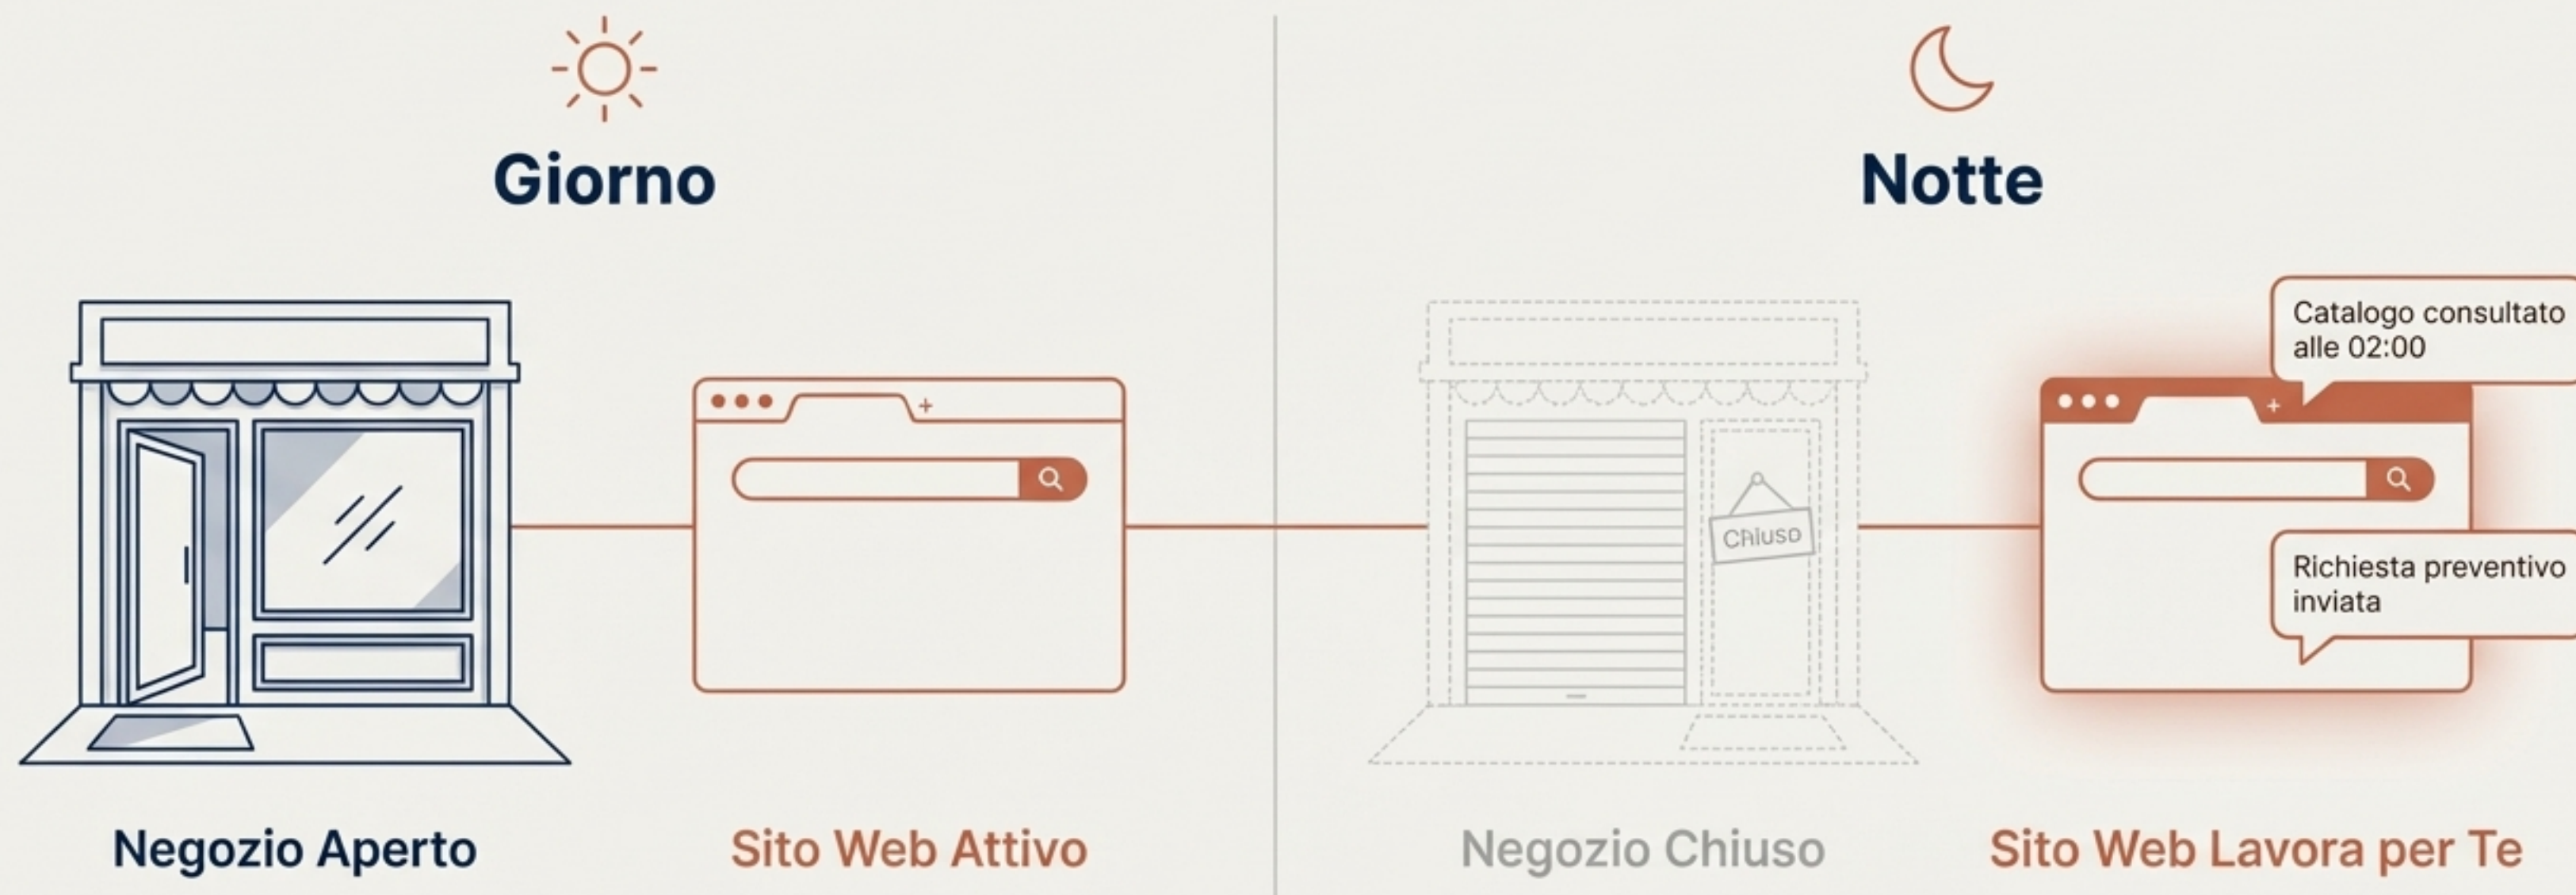 Giorno
Notte
Catalogo consultato
alle 02:00
Chiuso
Richiesta preventivo
inviata
Negozio Aperto
Sito Web Attivo
Negozio Chiuso
Sito Web Lavora per Te